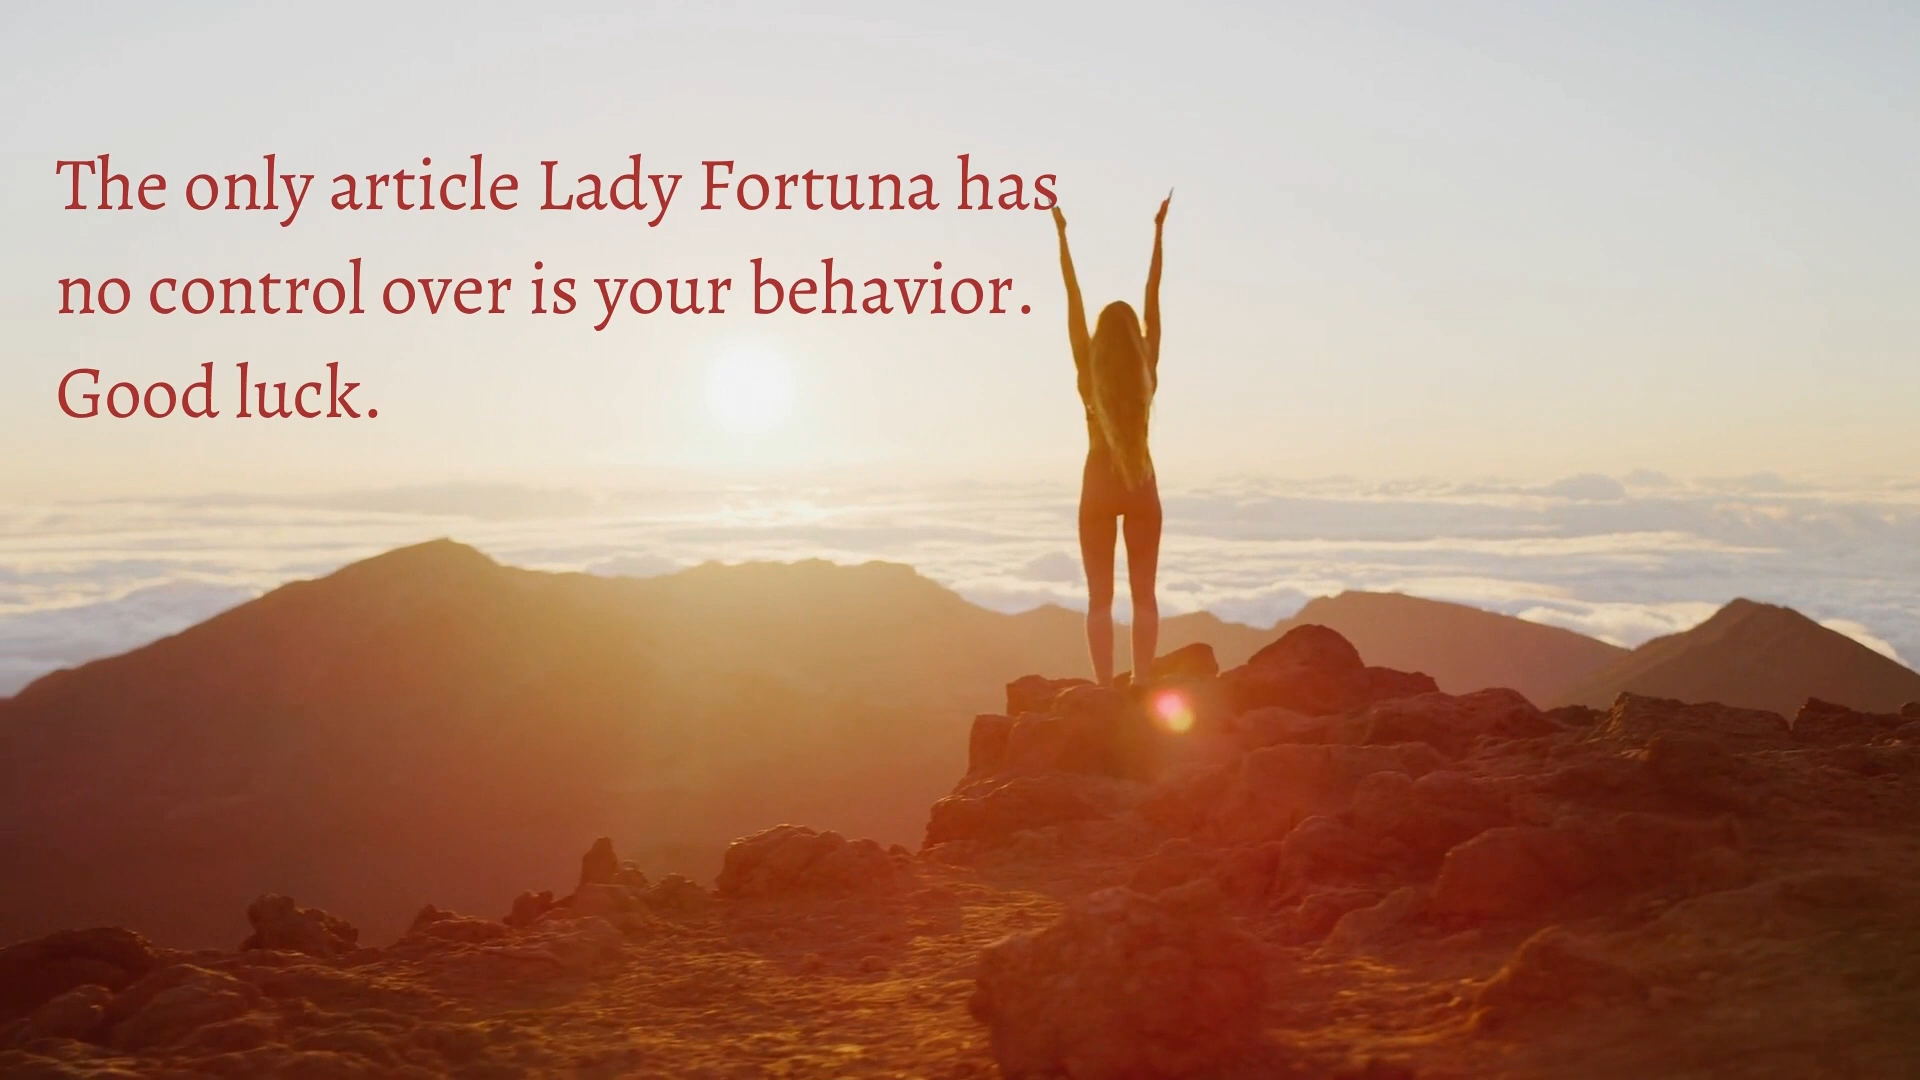 The only article Lady Fortuna has
no control over is your behavior.
Good luck.